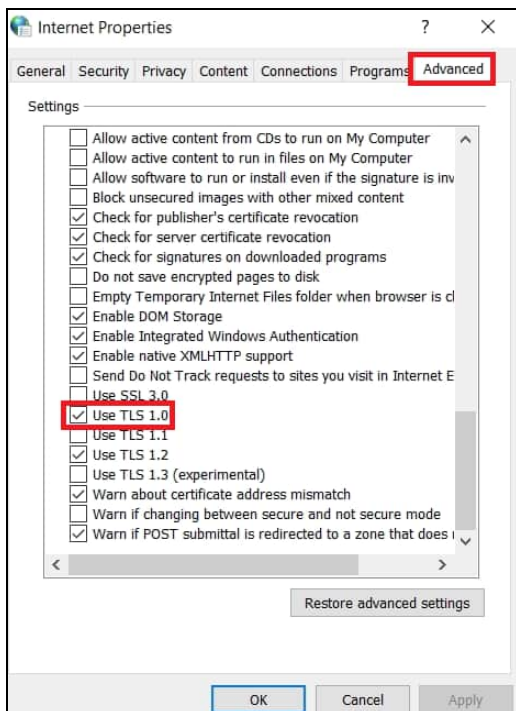 Internet Properties ? ×
General Security Privacy Content Connections Programs Advanced
Settings
Allow active content from CDs to run on My Computer
Allow active content to run in files on My Computer
Allow software to run or install even if the signature is inv
Block unsecured images with other mixed content
Check for publisher's certificate revocation
Check for server certificate revocation
Check for signatures on downloaded programs
Do not save encrypted pages to disk
Empty Temporary Internet Files folder when browser is cl
Enable DOM Storage
Enable Integrated Windows Authentication
Enable native XMLHTTP support
Send Do Not Track requests to sites you visit in Internet E
Use SSL 3.0
Use TLS 1.0
Use TLS 1.1
Use TLS 1.2
Use TLS 1.3 (experimental)
Warn about certificate address mismatch
Warn if changing between secure and not secure mode
Warn if POST submittal is redirected to a zone that does
Restore advanced settings
OK Cancel Apply